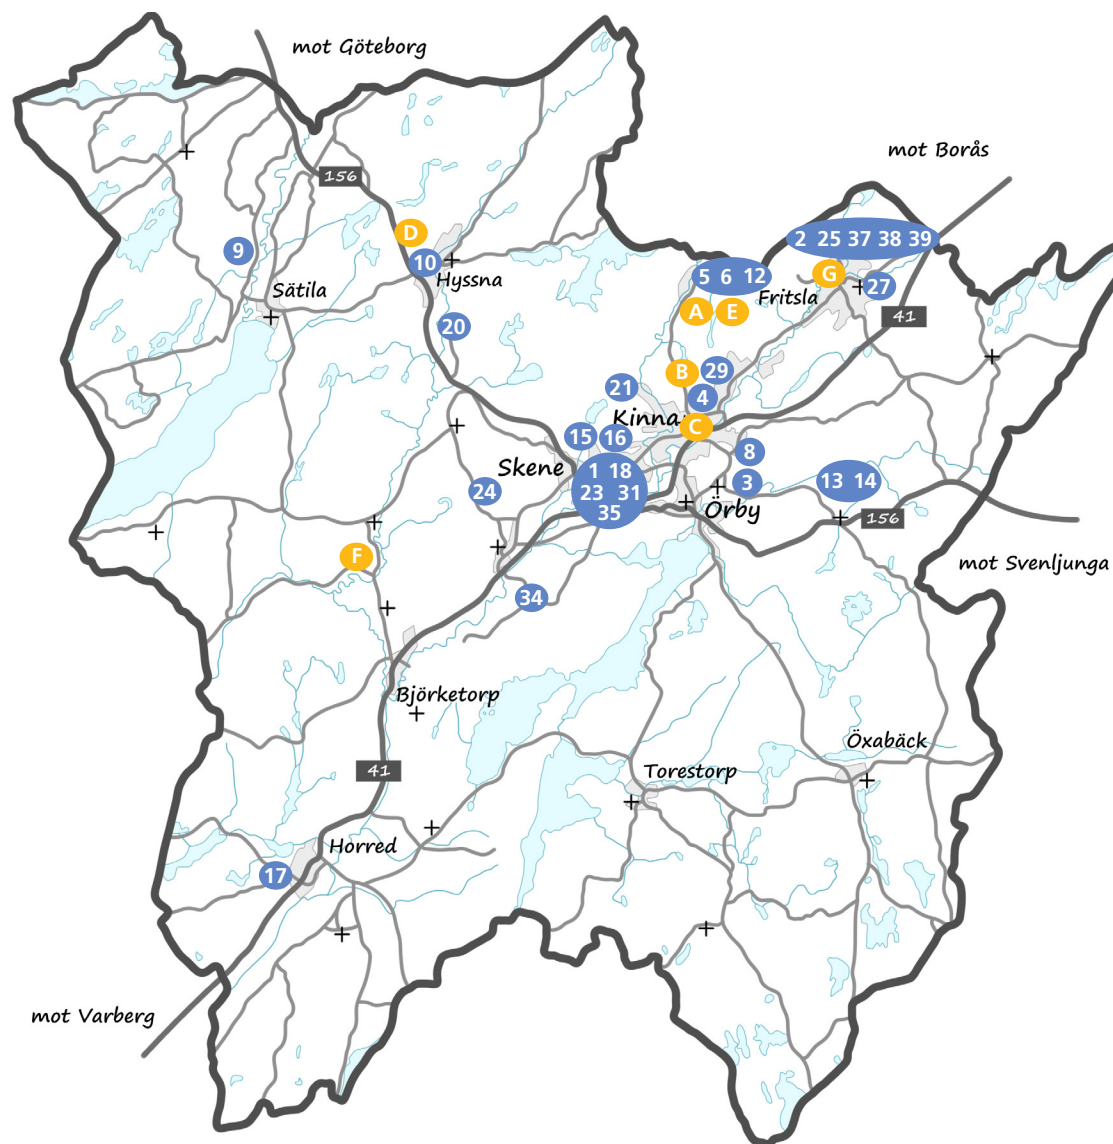 mot Göteborg
mot Borås
156
D
9
2 25 37 38 39
10
Hyssna
5 6 12
G
27
Fritsla
Sätila
A E
41
20
B 29
21
4
Kinna
C
15 16
8
Skene
1 18
23 31
35
3
13 14
24
Örby
156
F
mot Svenljunga
34
Björketorp
Öxabäck
41
Torestorp
Horred
17
mot Varberg